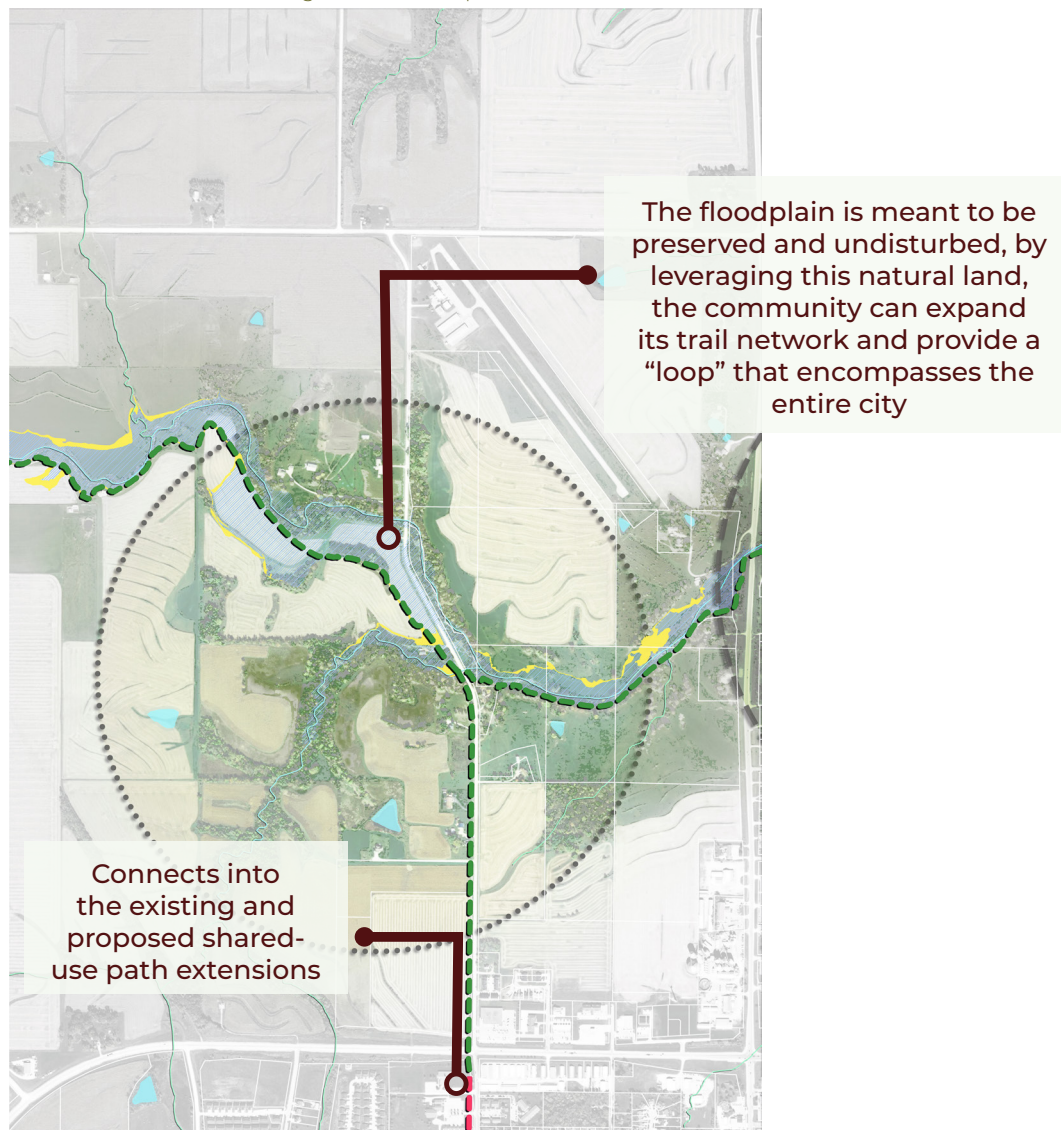 The floodplain is meant to be
preserved and undisturbed, by
leveraging this natural land,
the community can expand
its trail network and provide a
“loop” that encompasses the
entire city
Connects into
the existing and
proposed shared-
use path extensions